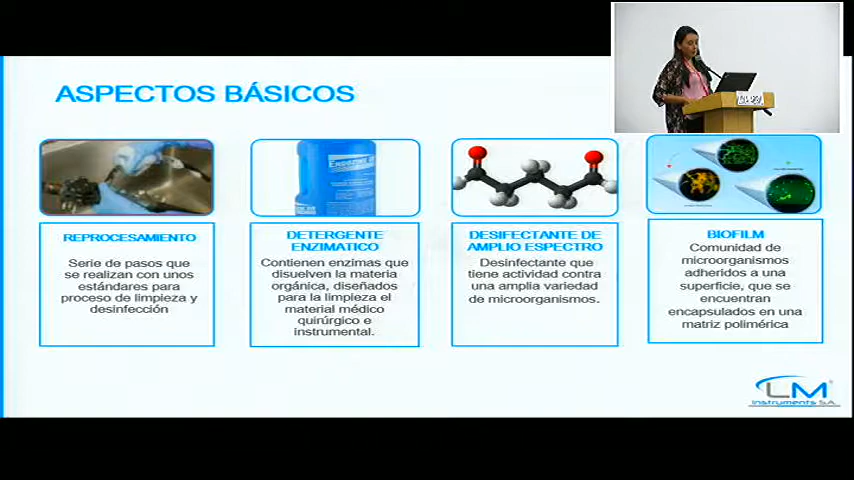 ASPECTOS BÁSICOS
REPROCESAMIENTO
Serie de pasos que
se realizan con unos
estándares para
proceso de limpieza y
desinfección
DETERGENTE
ENZIMATICO
Contienen enzimas que
disuelven la materia
orgánica, diseñados
para la limpieza el
material médico
quirúrgico e
instrumental.
DESIFECTANTE DE
AMPLIO ESPECTRO
Desinfectante que
tiene actividad contra
una amplia variedad
de microorganismos.
BIOFILM
Comunidad de
microorganismos
adheridos a una
superficie, que se
encuentran
encapsulados en una
matriz polimérica
LM
Instruments S.A.